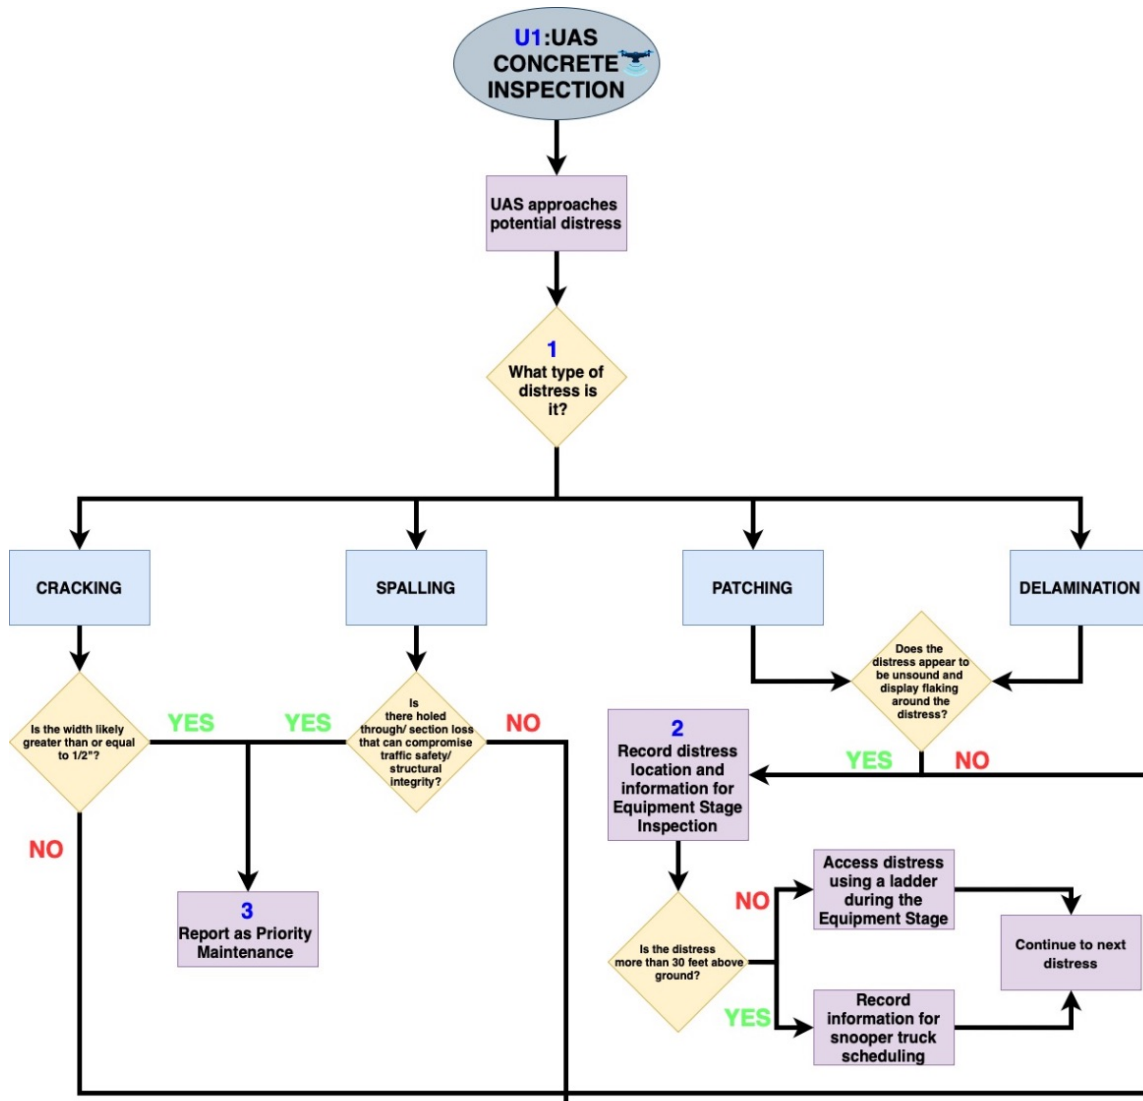 U1:UAS
CONCRETE
INSPECTION
UAS approaches
potential distress
1
What type of
distress is
it?
CRACKING
SPALLING
PATCHING
DELAMINATION
Is the width likely
greater than or equal
to 1/2"?
YES
NO
YES
Is
there holed
through/ section loss
that can compromise
traffic safety/
structural
integrity?
NO
3
Report as Priority
Maintenance
Does the
distress appear to
be unsound and
display flaking
around the
distress?
YES
NO
2
Record distress
location and
information for
Equipment Stage
Inspection
Is the distress
more than 30 feet above
ground?
NO
Access distress
using a ladder
during the
Equipment Stage
YES
Record
information for
snooper truck
scheduling
Continue to next
distress